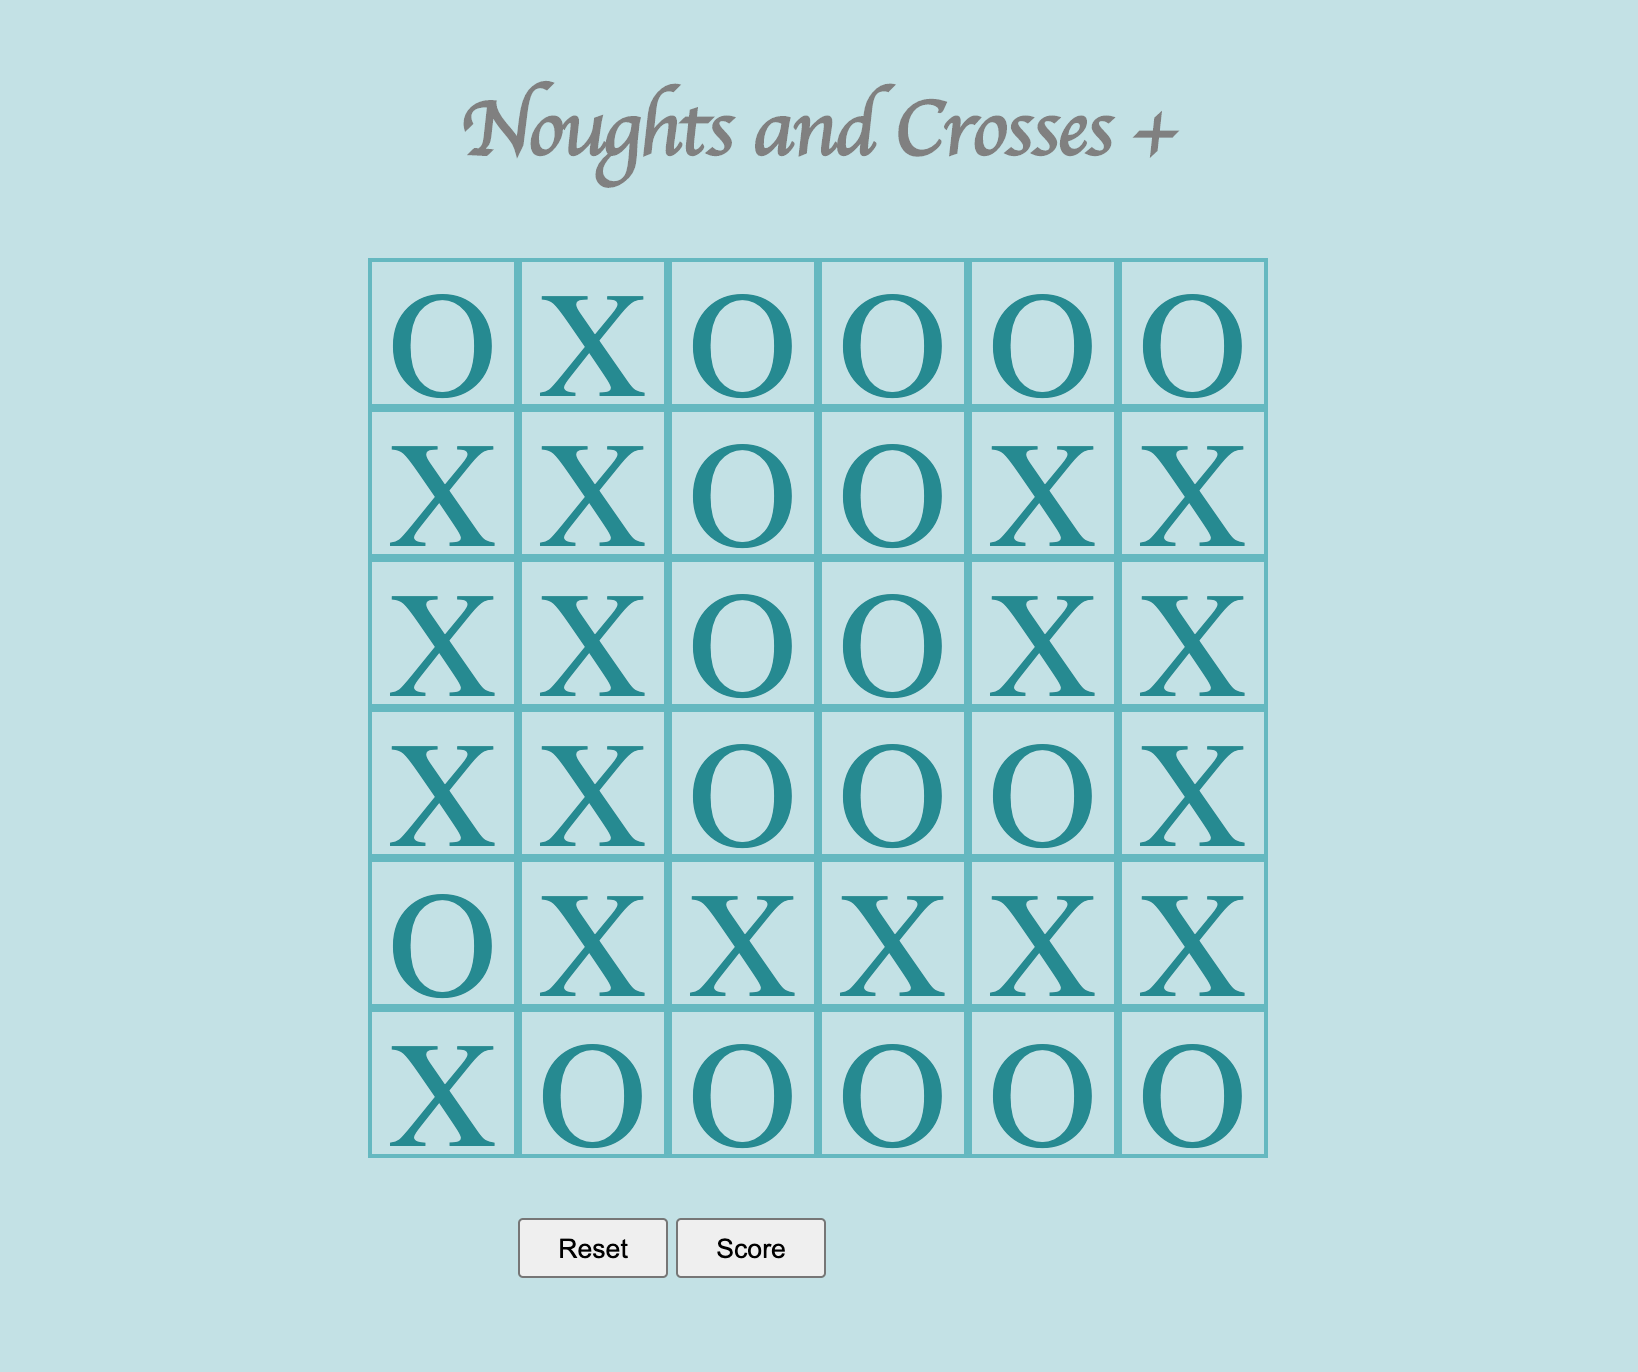 Noughts and Crosses +
O X O O O O
X X O O X X
X X O O X X
X X O O O X
O X X X X X
X O O O O O
Reset Score